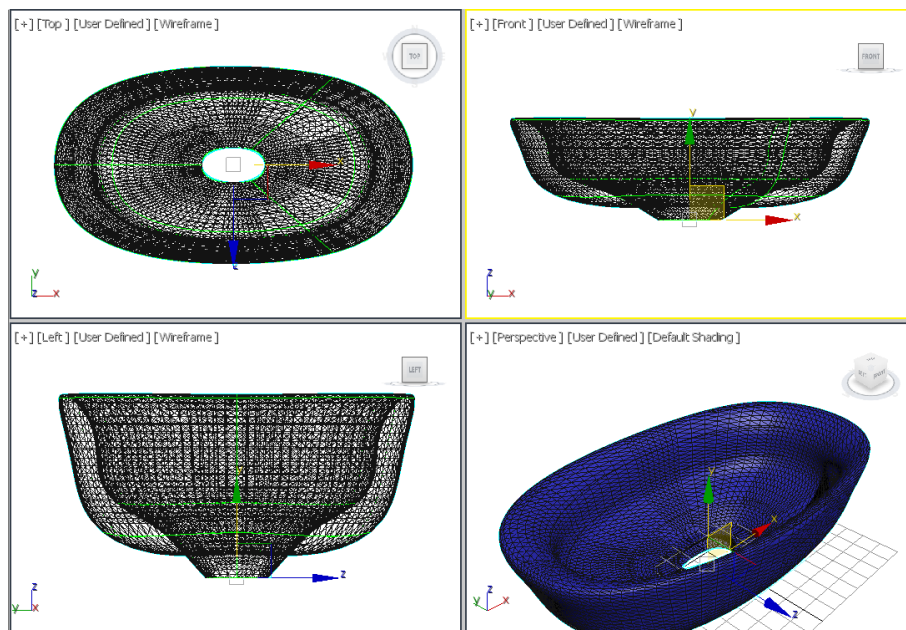 [+] [Top] [User Defined] [Wireframe]
TOP
x
z
y
z x
[+] [Front] [User Defined] [Wireframe]
FRONT
y
x
z
y x
[+] [Left] [User Defined] [Wireframe]
LEFT
y
z
z
y x
[+] [Perspective] [User Defined] [Default Shading]
y
x
z
z
y x